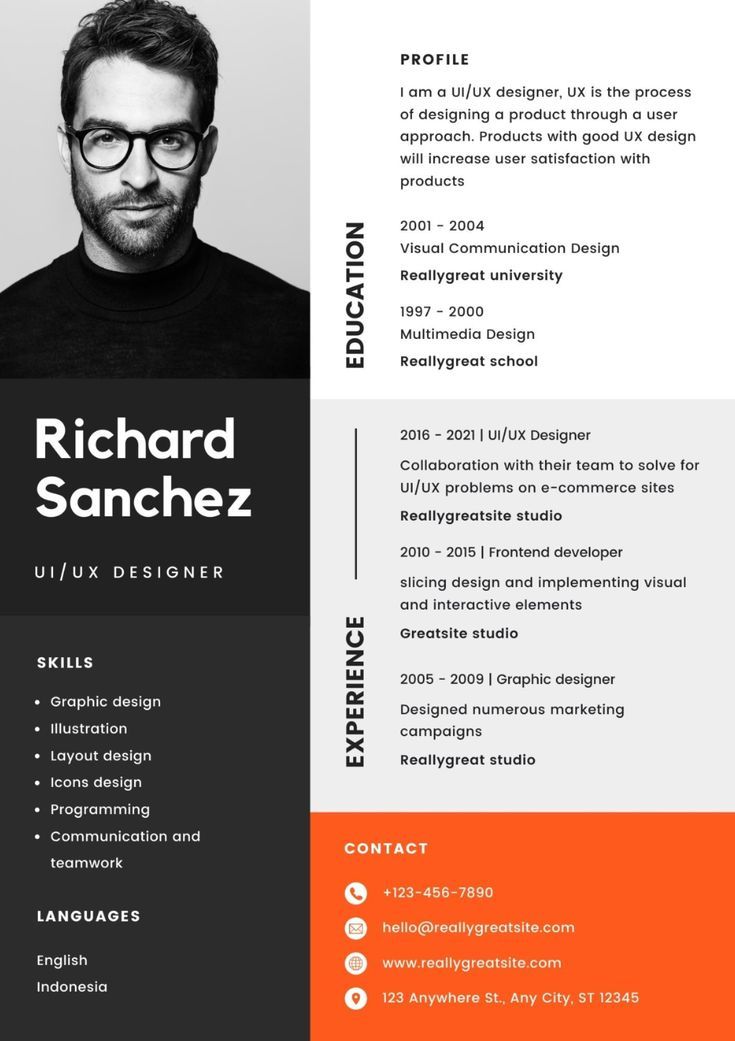 Richard
Sanchez
UI/UX DESIGNER
SKILLS
• Graphic design
• Illustration
• Layout design
• Icons design
• Programming
• Communication and
teamwork
LANGUAGES
English
Indonesia
PROFILE
I am a UI/UX designer, UX is the process
of designing a product through a user
approach. Products with good UX design
will increase user satisfaction with
products
EDUCATION
2001 - 2004
Visual Communication Design
Reallygreat university
1997 - 2000
Multimedia Design
Reallygreat school
EXPERIENCE
2016 - 2021 | UI/UX Designer
Collaboration with their team to solve for
UI/UX problems on e-commerce sites
Reallygreatsite studio
2010 - 2015 | Frontend developer
slicing design and implementing visual
and interactive elements
Greatsite studio
2005 - 2009 | Graphic designer
Designed numerous marketing
campaigns
Reallygreat studio
CONTACT
+123-456-7890
hello@reallygreatsite.com
www.reallygreatsite.com
123 Anywhere St., Any City, ST 12345